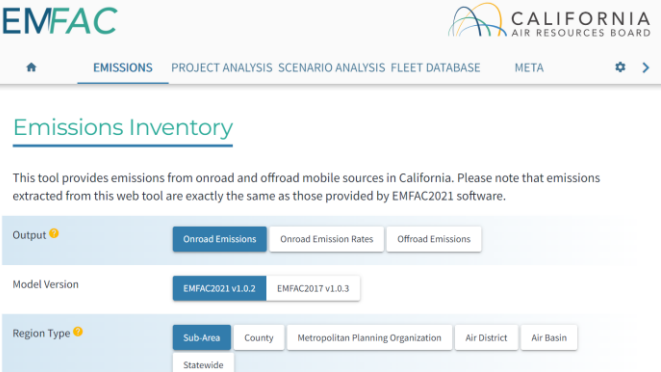 EMFAC
CALIFORNIA
AIR RESOURCES BOARD
EMISSIONS PROJECT ANALYSIS SCENARIO ANALYSIS FLEET DATABASE META
Emissions Inventory
This tool provides emissions from onroad and offroad mobile sources in California. Please note that emissions
extracted from this web tool are exactly the same as those provided by EMFAC2021 software.
Output ? Onroad Emissions Onroad Emission Rates Offroad Emissions
Model Version EMFAC2021 v1.0.2 EMFAC2017 v1.0.3
Region Type ? Sub-Area County Metropolitan Planning Organization Air District Air Basin
Statewide